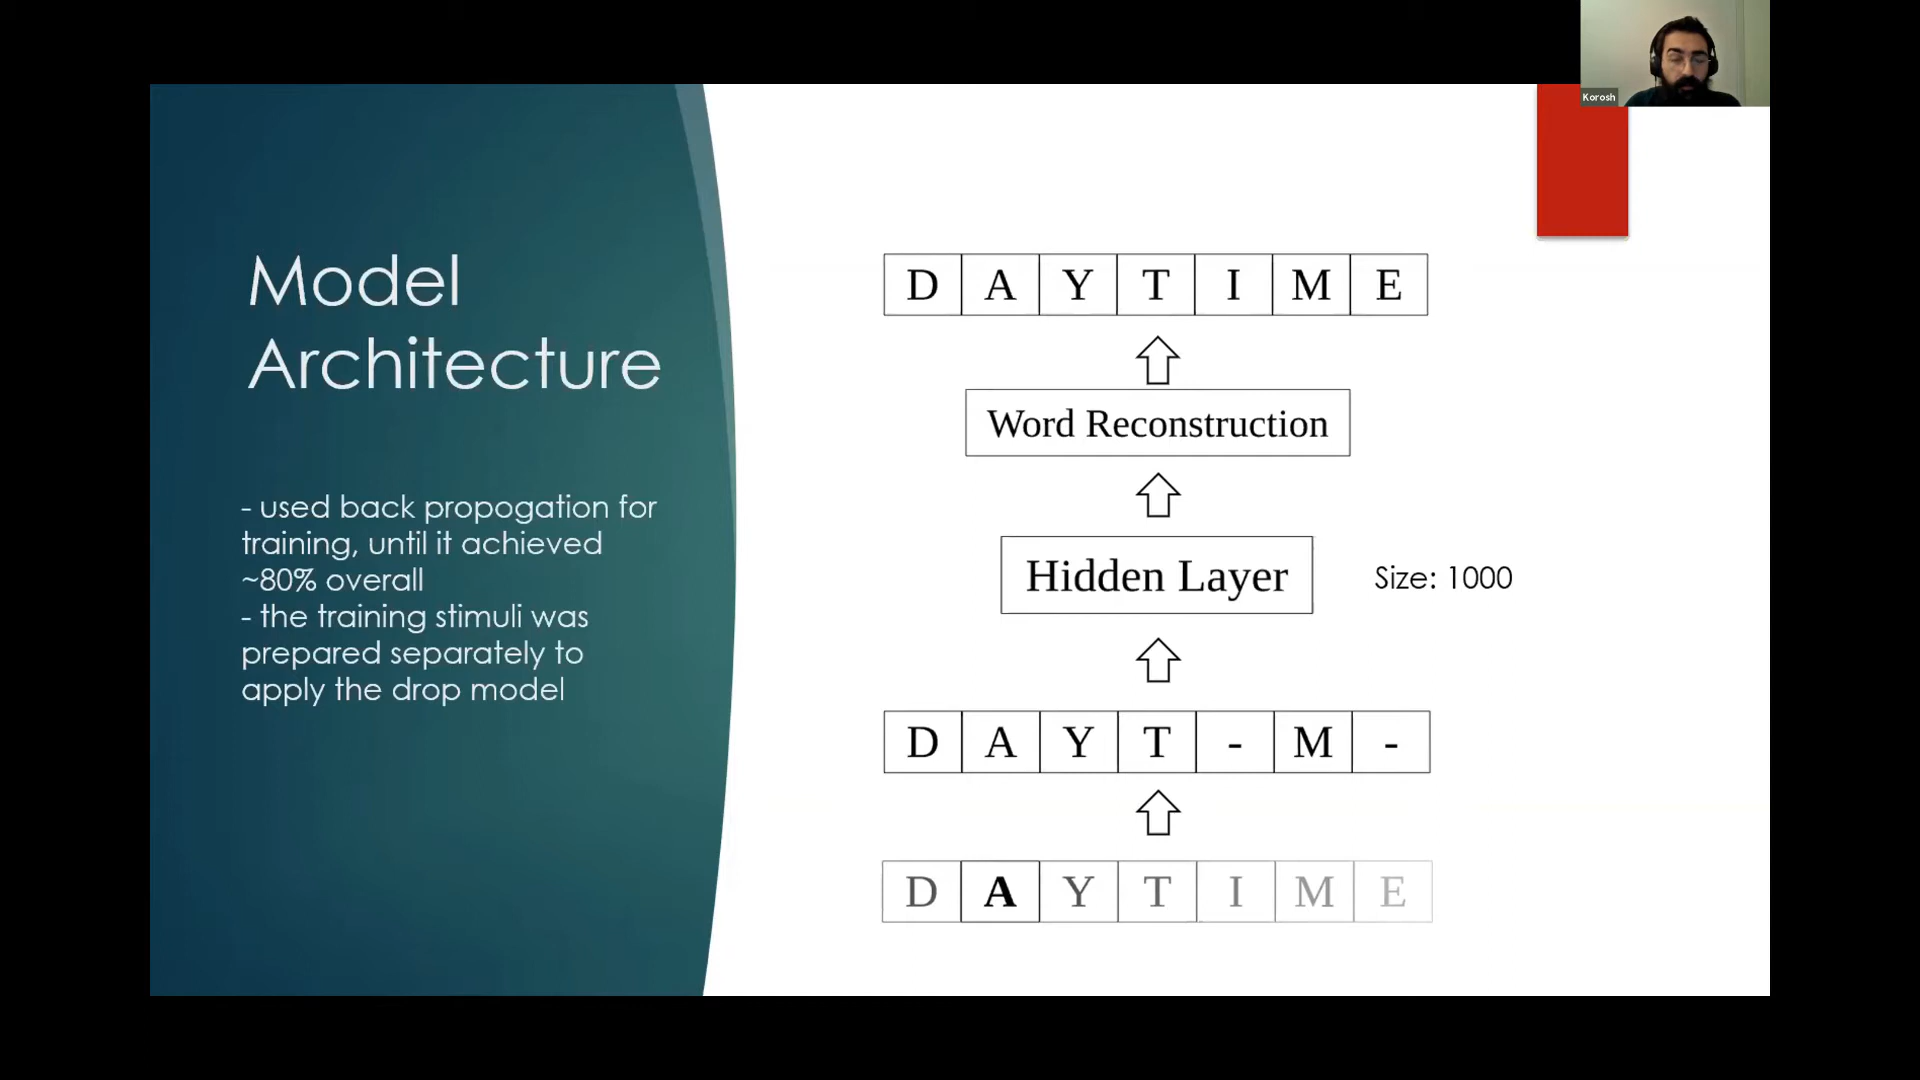 Korosh
Model
Architecture
- used back propogation for
training, until it achieved
~80% overall
- the training stimuli was
prepared separately to
apply the drop model
D A Y T I M E
Word Reconstruction
Hidden Layer
Size: 1000
D A Y T - M -
D A Y T I M E